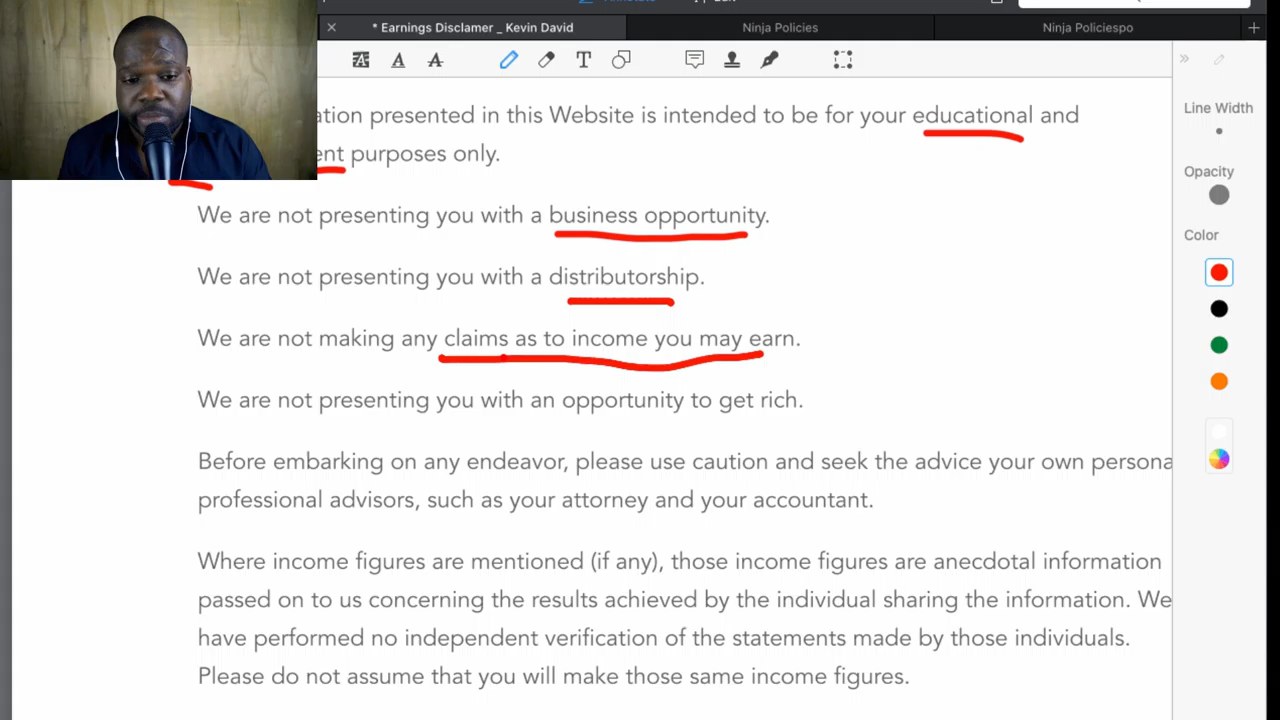 * Earnings Disclamer _ Kevin David
Ninja Policies
Ninja Policiespo
Line Width
Opacity
Color
presented in this Website is intended to be for your educational and
purposes only.
We are not presenting you with a business opportunity.
We are not presenting you with a distributorship.
We are not making any claims as to income you may earn.
We are not presenting you with an opportunity to get rich.
Before embarking on any endeavor, please use caution and seek the advice your own persona
professional advisors, such as your attorney and your accountant.
Where income figures are mentioned (if any), those income figures are anecdotal information
passed on to us concerning the results achieved by the individual sharing the information. We
have performed no independent verification of the statements made by those individuals.
Please do not assume that you will make those same income figures.